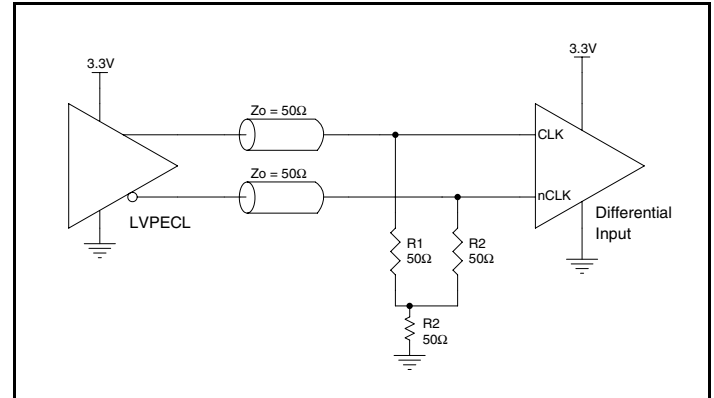 3.3V
3.3V
Zo = 50Ω
CLK
Zo = 50Ω
nCLK
LVPECL
Differential
Input
R1
50Ω
R2
50Ω
R2
50Ω